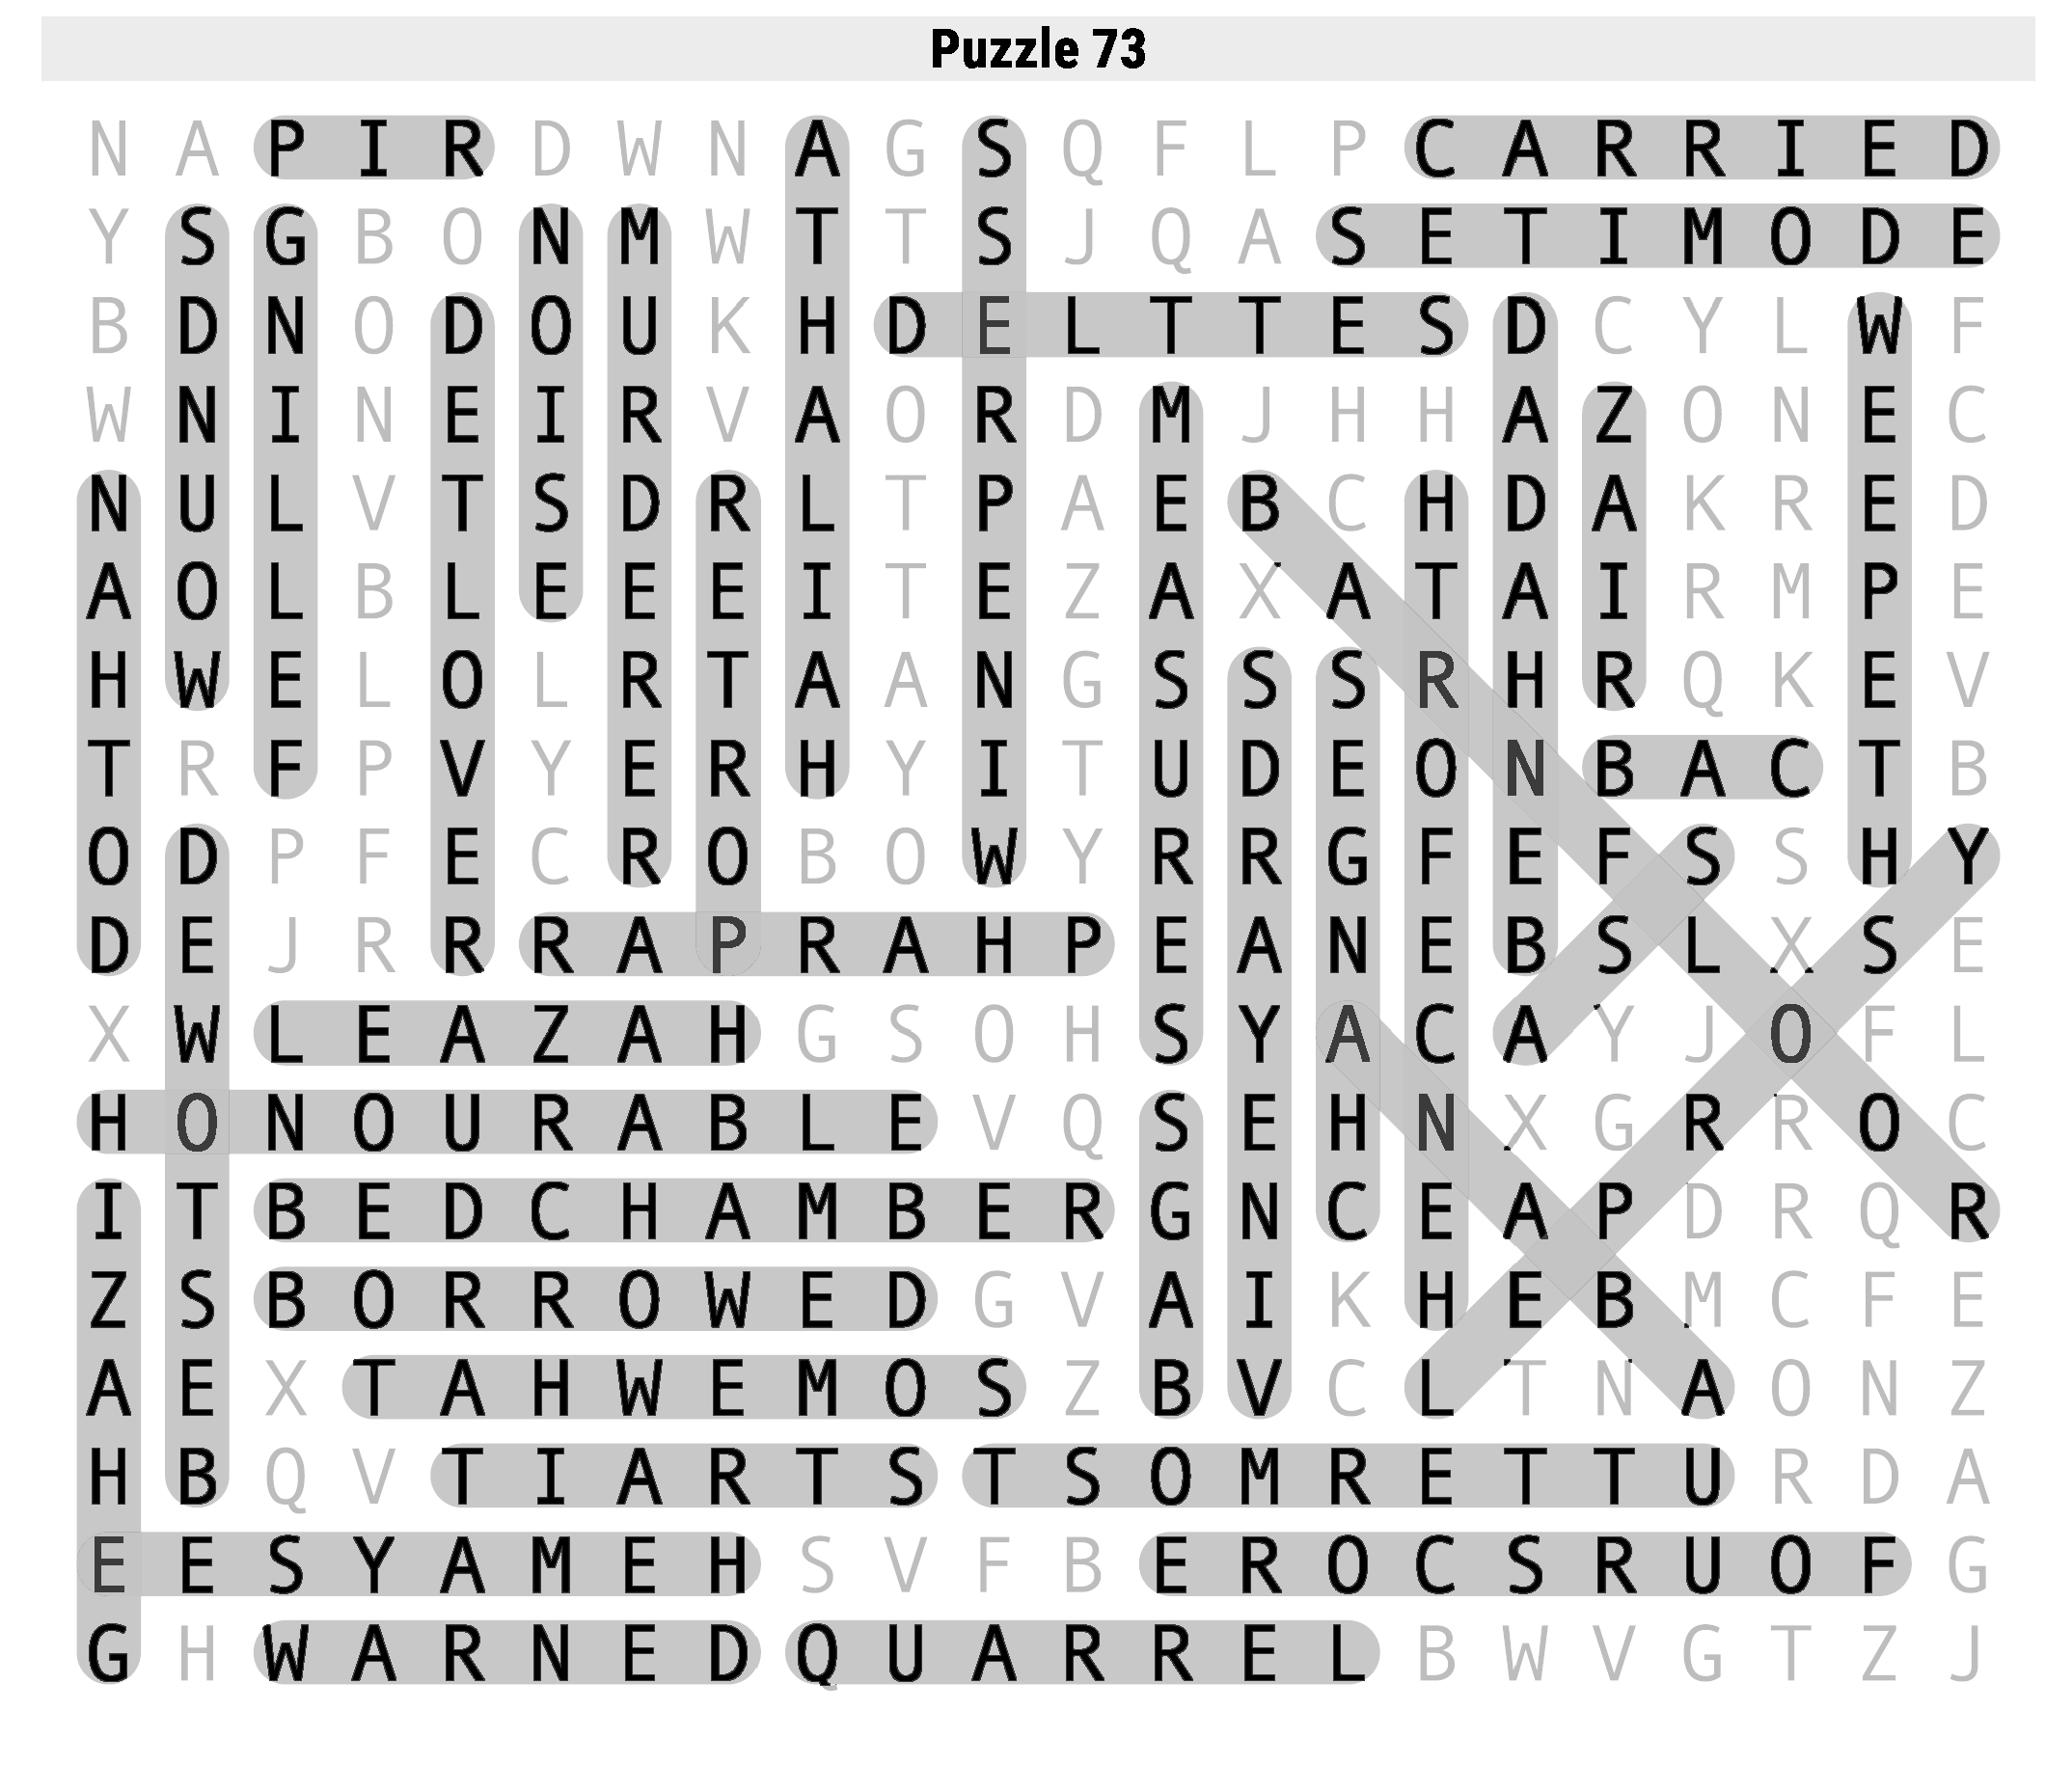 Puzzle 73
N A P I R D W N A G S Q F L P C A R R I E D
Y S G B O N M W T T S J Q A S E T I M O D E
B D N O D O U K H D E L T T E S D C Y L W F
W N I N E I R V A O R D M J H H A Z O N E C
N U L V T S D R L T P A E B C H D A K R E D
A O L B L E E E I T E Z A X A T A I R M P E
H W E L O L R T A A N G S S S R H R Q K E V
T R F P V Y E R H Y I T U D E O N B A C T B
O D P F E C R O B O W Y R R G F E F S S H Y
D E J R R R A P R A H P E A N E B S L X S E
X W L E A Z A H G S O H S Y A C A Y J O F L
H O N O U R A B L E V Q S E H N X G R R O C
I T B E D C H A M B E R G N C E A P D R Q R
Z S B O R R O W E D G V A I K H E B M C F E
A E X T A H W E M O S Z B V C L T N A O N Z
H B Q V T I A R T S T S O M R E T T U R D A
E E S Y A M E H S V F B E R O C S R U O F G
G H W A R N E D Q U A R R E L B W V G T Z J